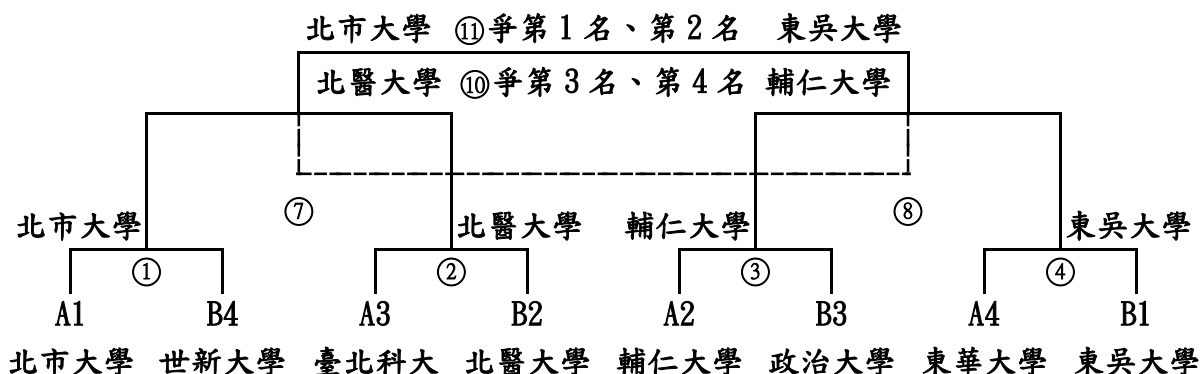 北市大學 ⑪爭第1名、第2名 東吳大學
北醫大學 ⑩爭第3名、第4名 輔仁大學
⑦ ⑧
北市大學 北醫大學 輔仁大學 東吳大學
① ② ③ ④
A1 B4 A3 B2 A2 B3 A4 B1
北市大學 世新大學 臺北科大 北醫大學 輔仁大學 政治大學 東華大學 東吳大學